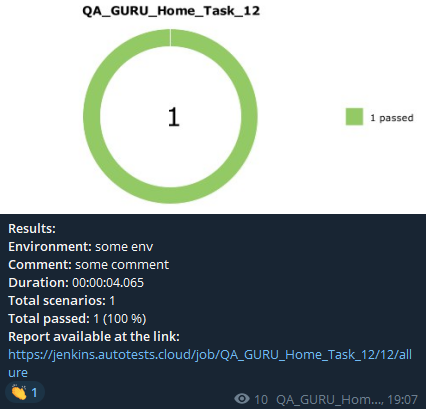 QA_GURU_Home_Task_12
1
1 passed
Results:
Environment: some env
Comment: some comment
Duration: 00:00:04.065
Total scenarios: 1
Total passed: 1 (100 %)
Report available at the link:
https://jenkins.autotests.cloud/job/QA_GURU_Home_Task_12/12/all
ure
👏 1
10 QA_GURU_Hom..., 19:07